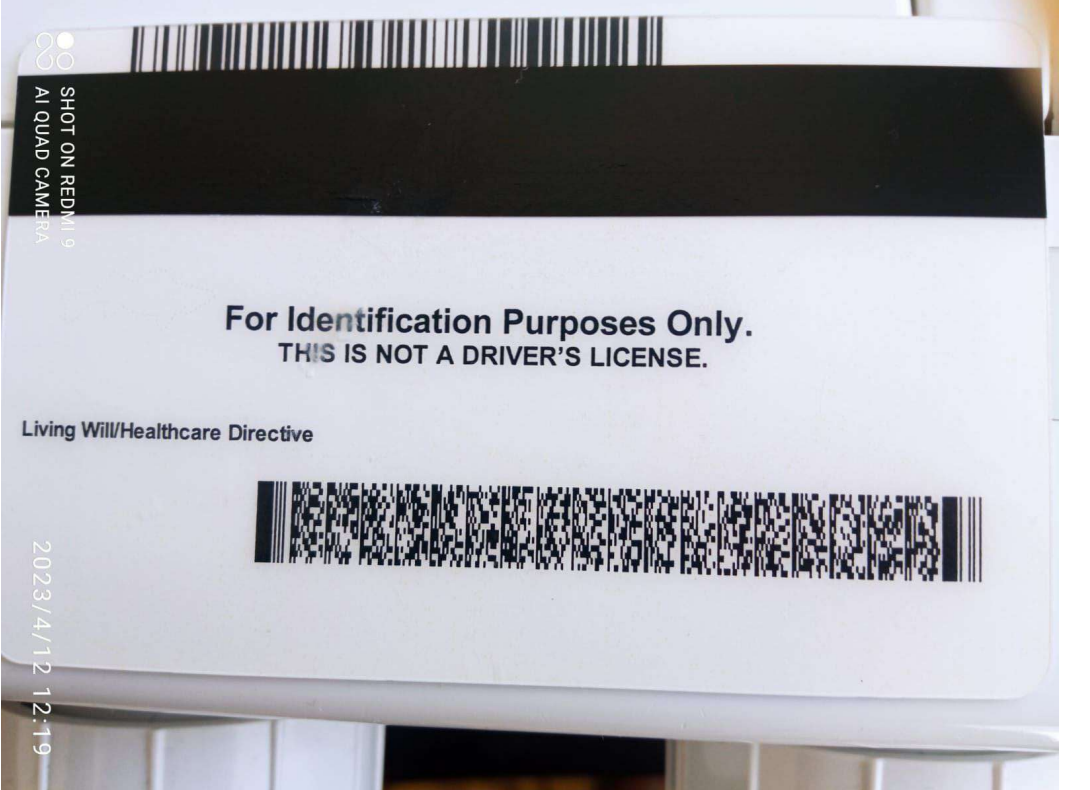 SHOT ON REDMI 9
AI QUAD CAMERA
For Identification Purposes Only.
THIS IS NOT A DRIVER'S LICENSE.
Living Will/Healthcare Directive
2023/4/12 12:19